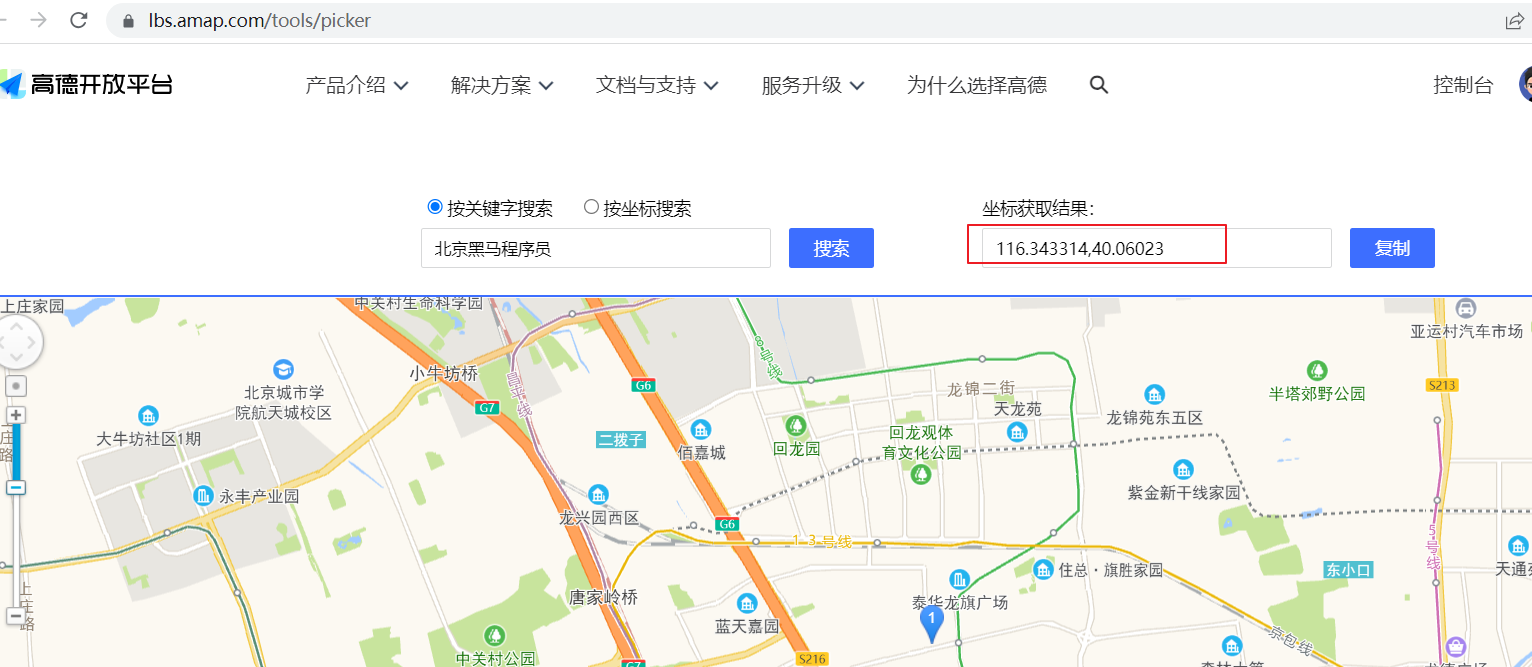 lbs.amap.com/tools/picker
高德开放平台
产品介绍
解决方案
文档与支持
服务升级
为什么选择高德
控制台
按关键字搜索
按坐标搜索
坐标获取结果:
北京黑马程序员
搜索
116.343314,40.06023
复制
上庄家园
中关村生命科学园
8号线
亚运村汽车市场
小牛坊桥
昌平线
G6
G7
北京城市学
院航天城校区
龙锦二街
半塔郊野公园
S213
天龙苑
龙锦苑东五区
大牛坊社区1期
二拨子
佰嘉城
回龙园
回龙观体
育文化公园
永丰产业园
龙兴园西区
紫金新干线家园
G6
13号线
5号线
住总·旗胜家园
东小口
上庄路
唐家岭桥
泰华龙旗广场
1
蓝天嘉园
京包线
中关村公园
S216
G7